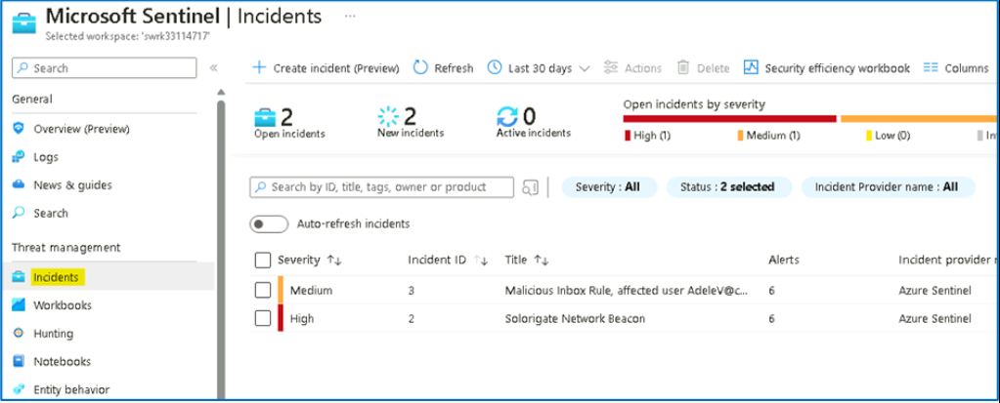 Microsoft Sentinel | Incidents ...
Selected workspace: 'swrk33114717'
Search «
Create incident (Preview) Refresh Last 30 days Actions Delete Security efficiency workbook Columns
General
Overview (Preview)
Logs
News & guides
Search
Threat management
Incidents
Workbooks
Hunting
Notebooks
Entity behavior
2 Open incidents
2 New incidents
0 Active incidents
Open incidents by severity
High (1) Medium (1) Low (0)
Search by ID, title, tags, owner or product Severity : All Status : 2 selected Incident Provider name : All
Auto-refresh incidents
Severity ↑↓ Incident ID ↑↓ Title ↑↓ Alerts Incident provider
Medium 3 Malicious Inbox Rule, affected user AdeleV@c... 6 Azure Sentinel
High 2 Solorigate Network Beacon 6 Azure Sentinel